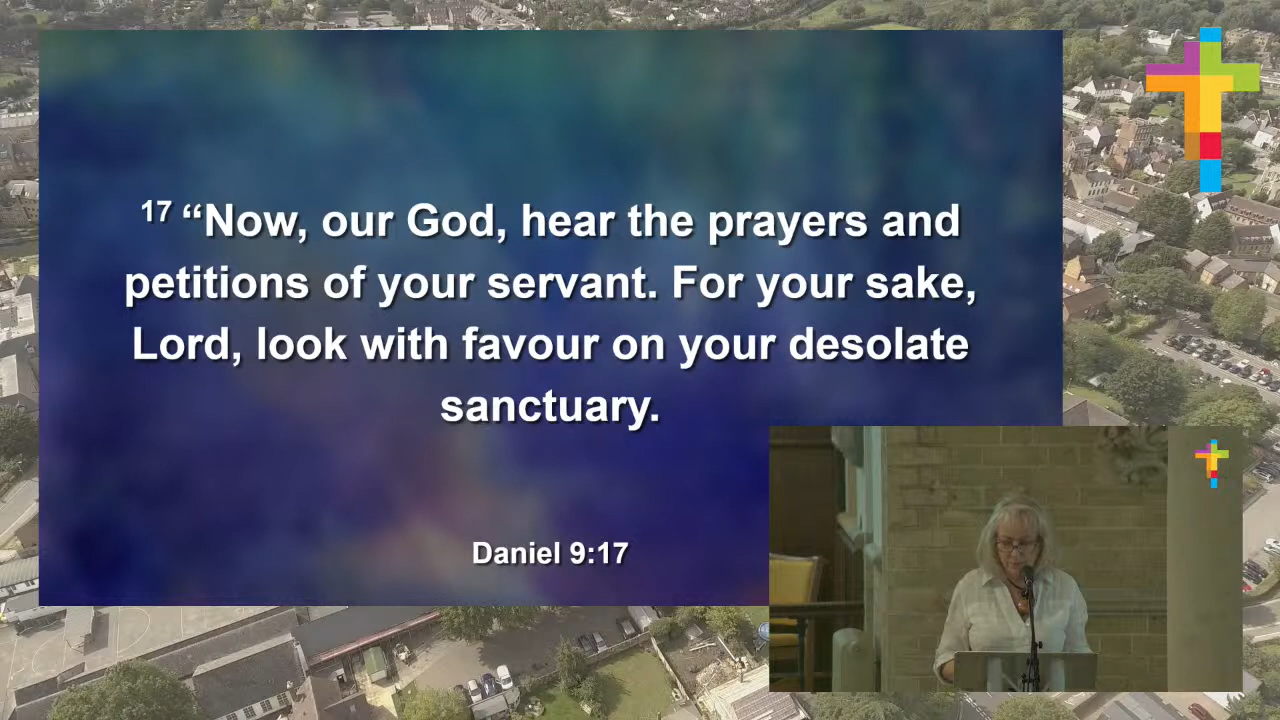 17 “Now, our God, hear the prayers and
petitions of your servant. For your sake,
Lord, look with favour on your desolate
sanctuary.
Daniel 9:17